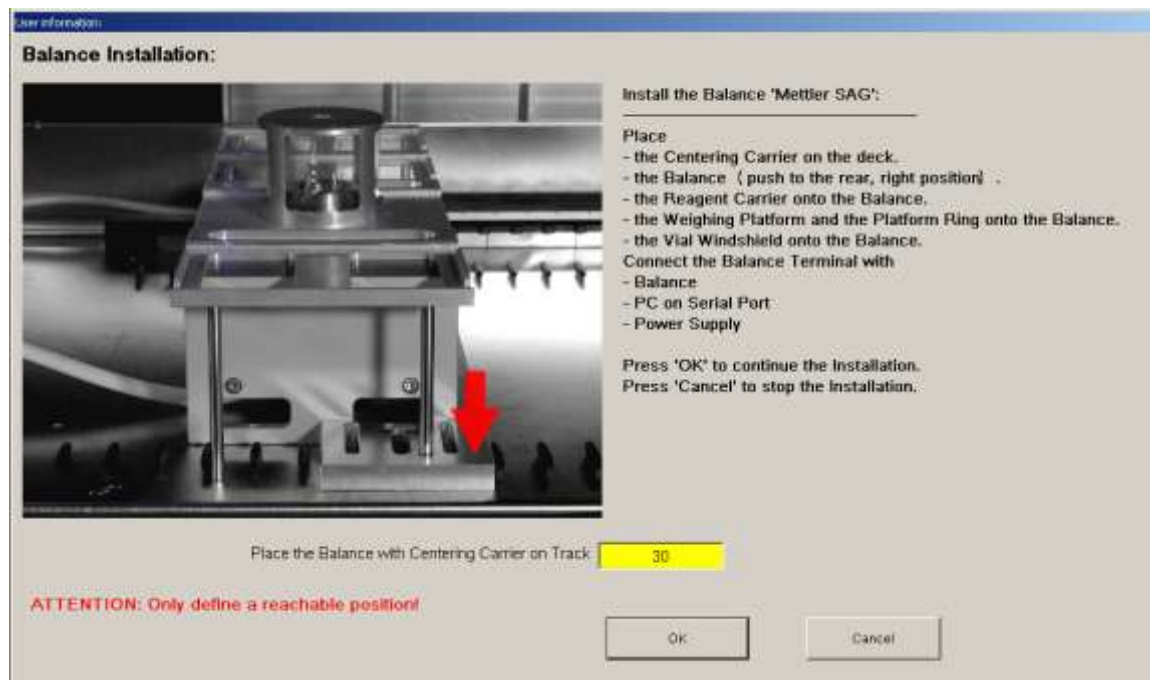 User information:
Balance Installation:
Install the Balance 'Mettler SAG':
Place
- the Centering Carrier on the deck.
- the Balance ( push to the rear, right position) .
- the Reagent Carrier onto the Balance.
- the Weighing Platform and the Platform Ring onto the Balance.
- the Vial Windshield onto the Balance.
Connect the Balance Terminal with
- Balance
- PC on Serial Port
- Power Supply
Press 'OK' to continue the Installation.
Press 'Cancel' to stop the Installation.
Place the Balance with Centering Carrier on Track 30
ATTENTION: Only define a reachable position!
OK Cancel